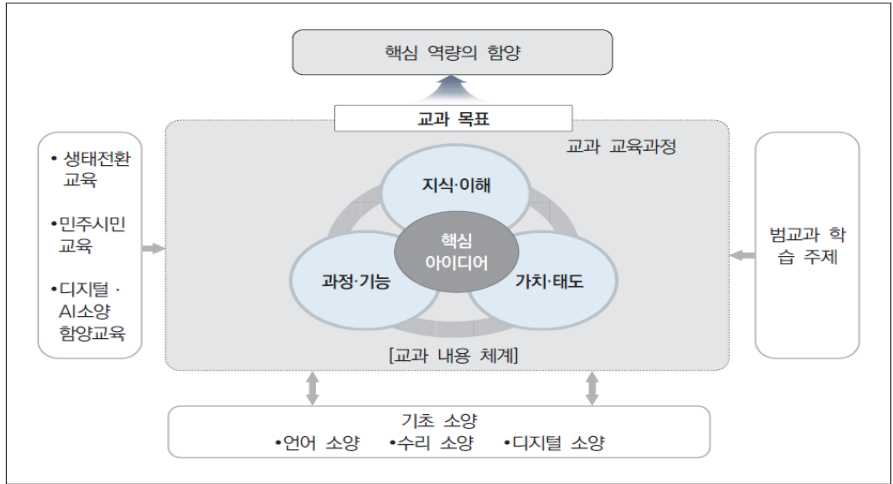 핵심 역량의 함양
교과 목표
교과 교육과정
• 생태전환
교육
•민주시민
교육
•디지털 ·
AI소양
함양교육
지식·이해
핵심
아이디어
과정·기능
가치·태도
[교과 내용 체계]
범교과 학
습 주제
기초 소양
•언어 소양 •수리 소양 •디지털 소양